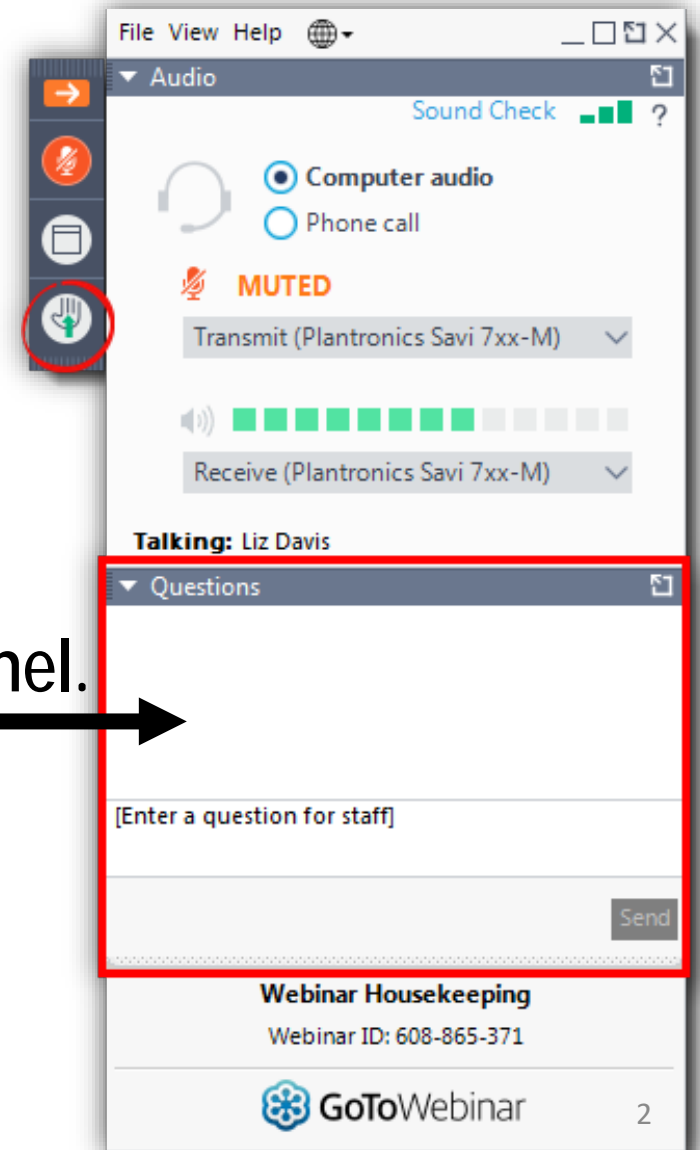 File View Help
Audio
Sound Check ?
Computer audio
Phone call
MUTED
Transmit (Plantronics Savi 7xx-M)
Receive (Plantronics Savi 7xx-M)
Talking: Liz Davis
Questions
nel.
[Enter a question for staff]
Send
Webinar Housekeeping
Webinar ID: 608-865-371
GoToWebinar
2